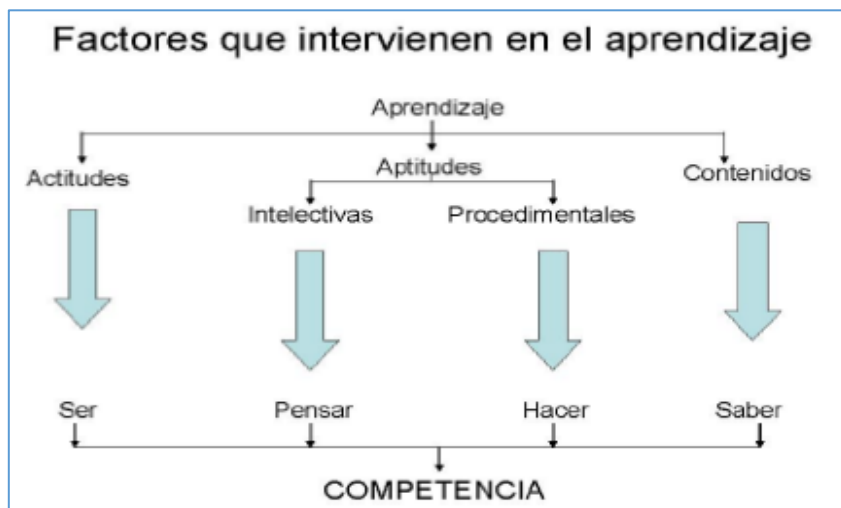 Factores que intervienen en el aprendizaje
Aprendizaje
Actitudes
Aptitudes
Contenidos
Intelectivas
Procedimentales
Ser
Pensar
Hacer
Saber
COMPETENCIA